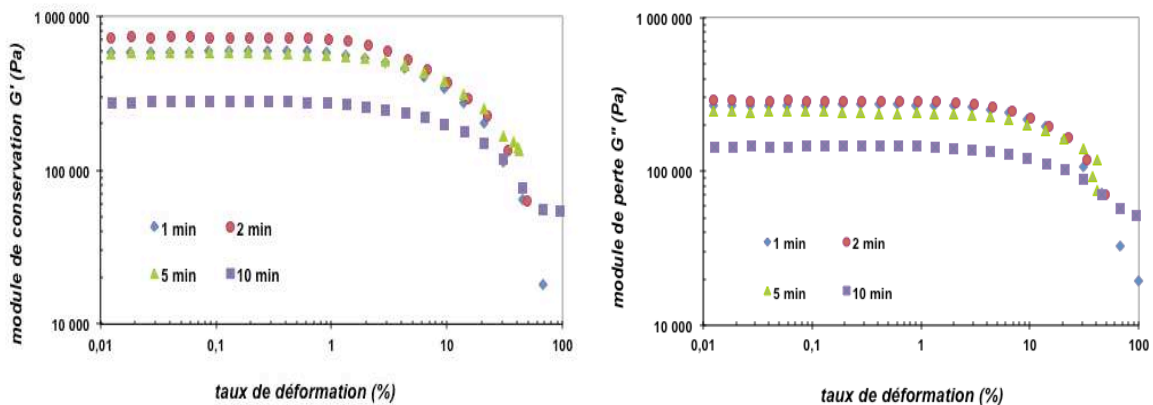 module de conservation G' (Pa)
1 000 000
100 000
10 000
0,01 0,1 1 10 100
1 min 2 min
5 min 10 min
taux de déformation (%)
module de perte G'' (Pa)
1 000 000
100 000
10 000
0,01 0,1 1 10 100
1 min 2 min
5 min 10 min
taux de déformation (%)